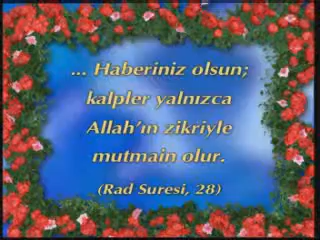 ... Haberiniz olsun;
kalpler yalnızca
Allah'ın zikriyle
mutmain olur.
(Rad Suresi, 28)